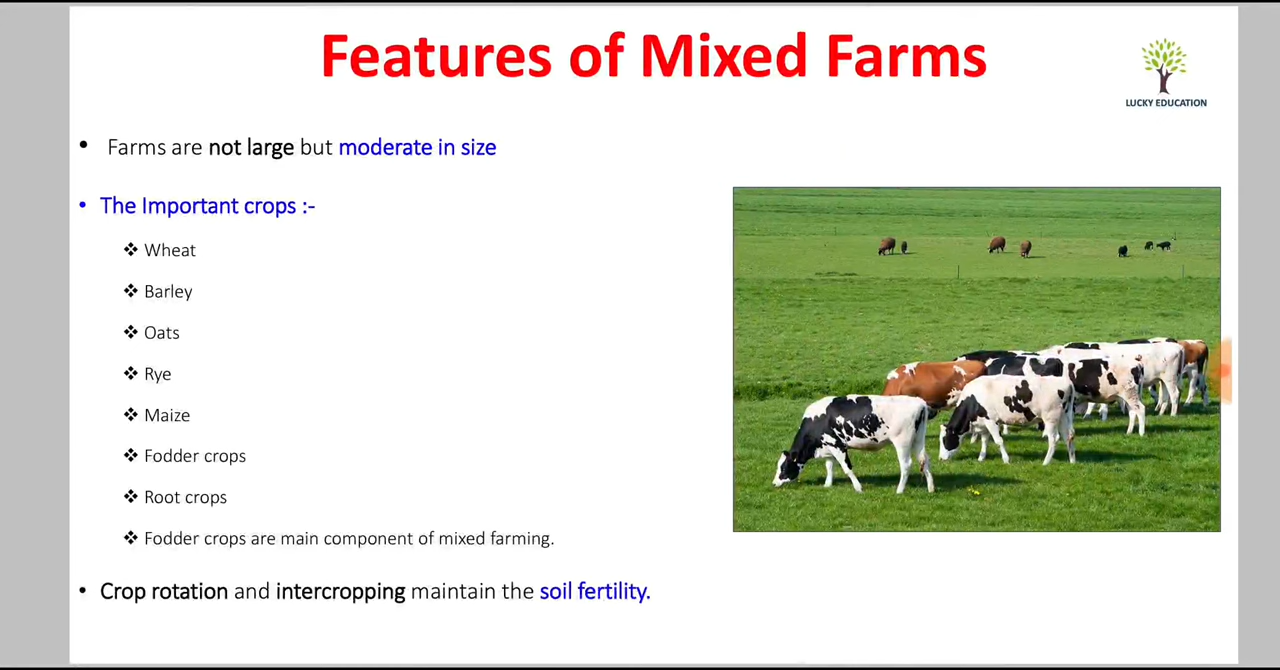 Features of Mixed Farms
LUCKY EDUCATION
• Farms are not large but moderate in size
• The Important crops :-
❖ Wheat
❖ Barley
❖ Oats
❖ Rye
❖ Maize
❖ Fodder crops
❖ Root crops
❖ Fodder crops are main component of mixed farming.
• Crop rotation and intercropping maintain the soil fertility.